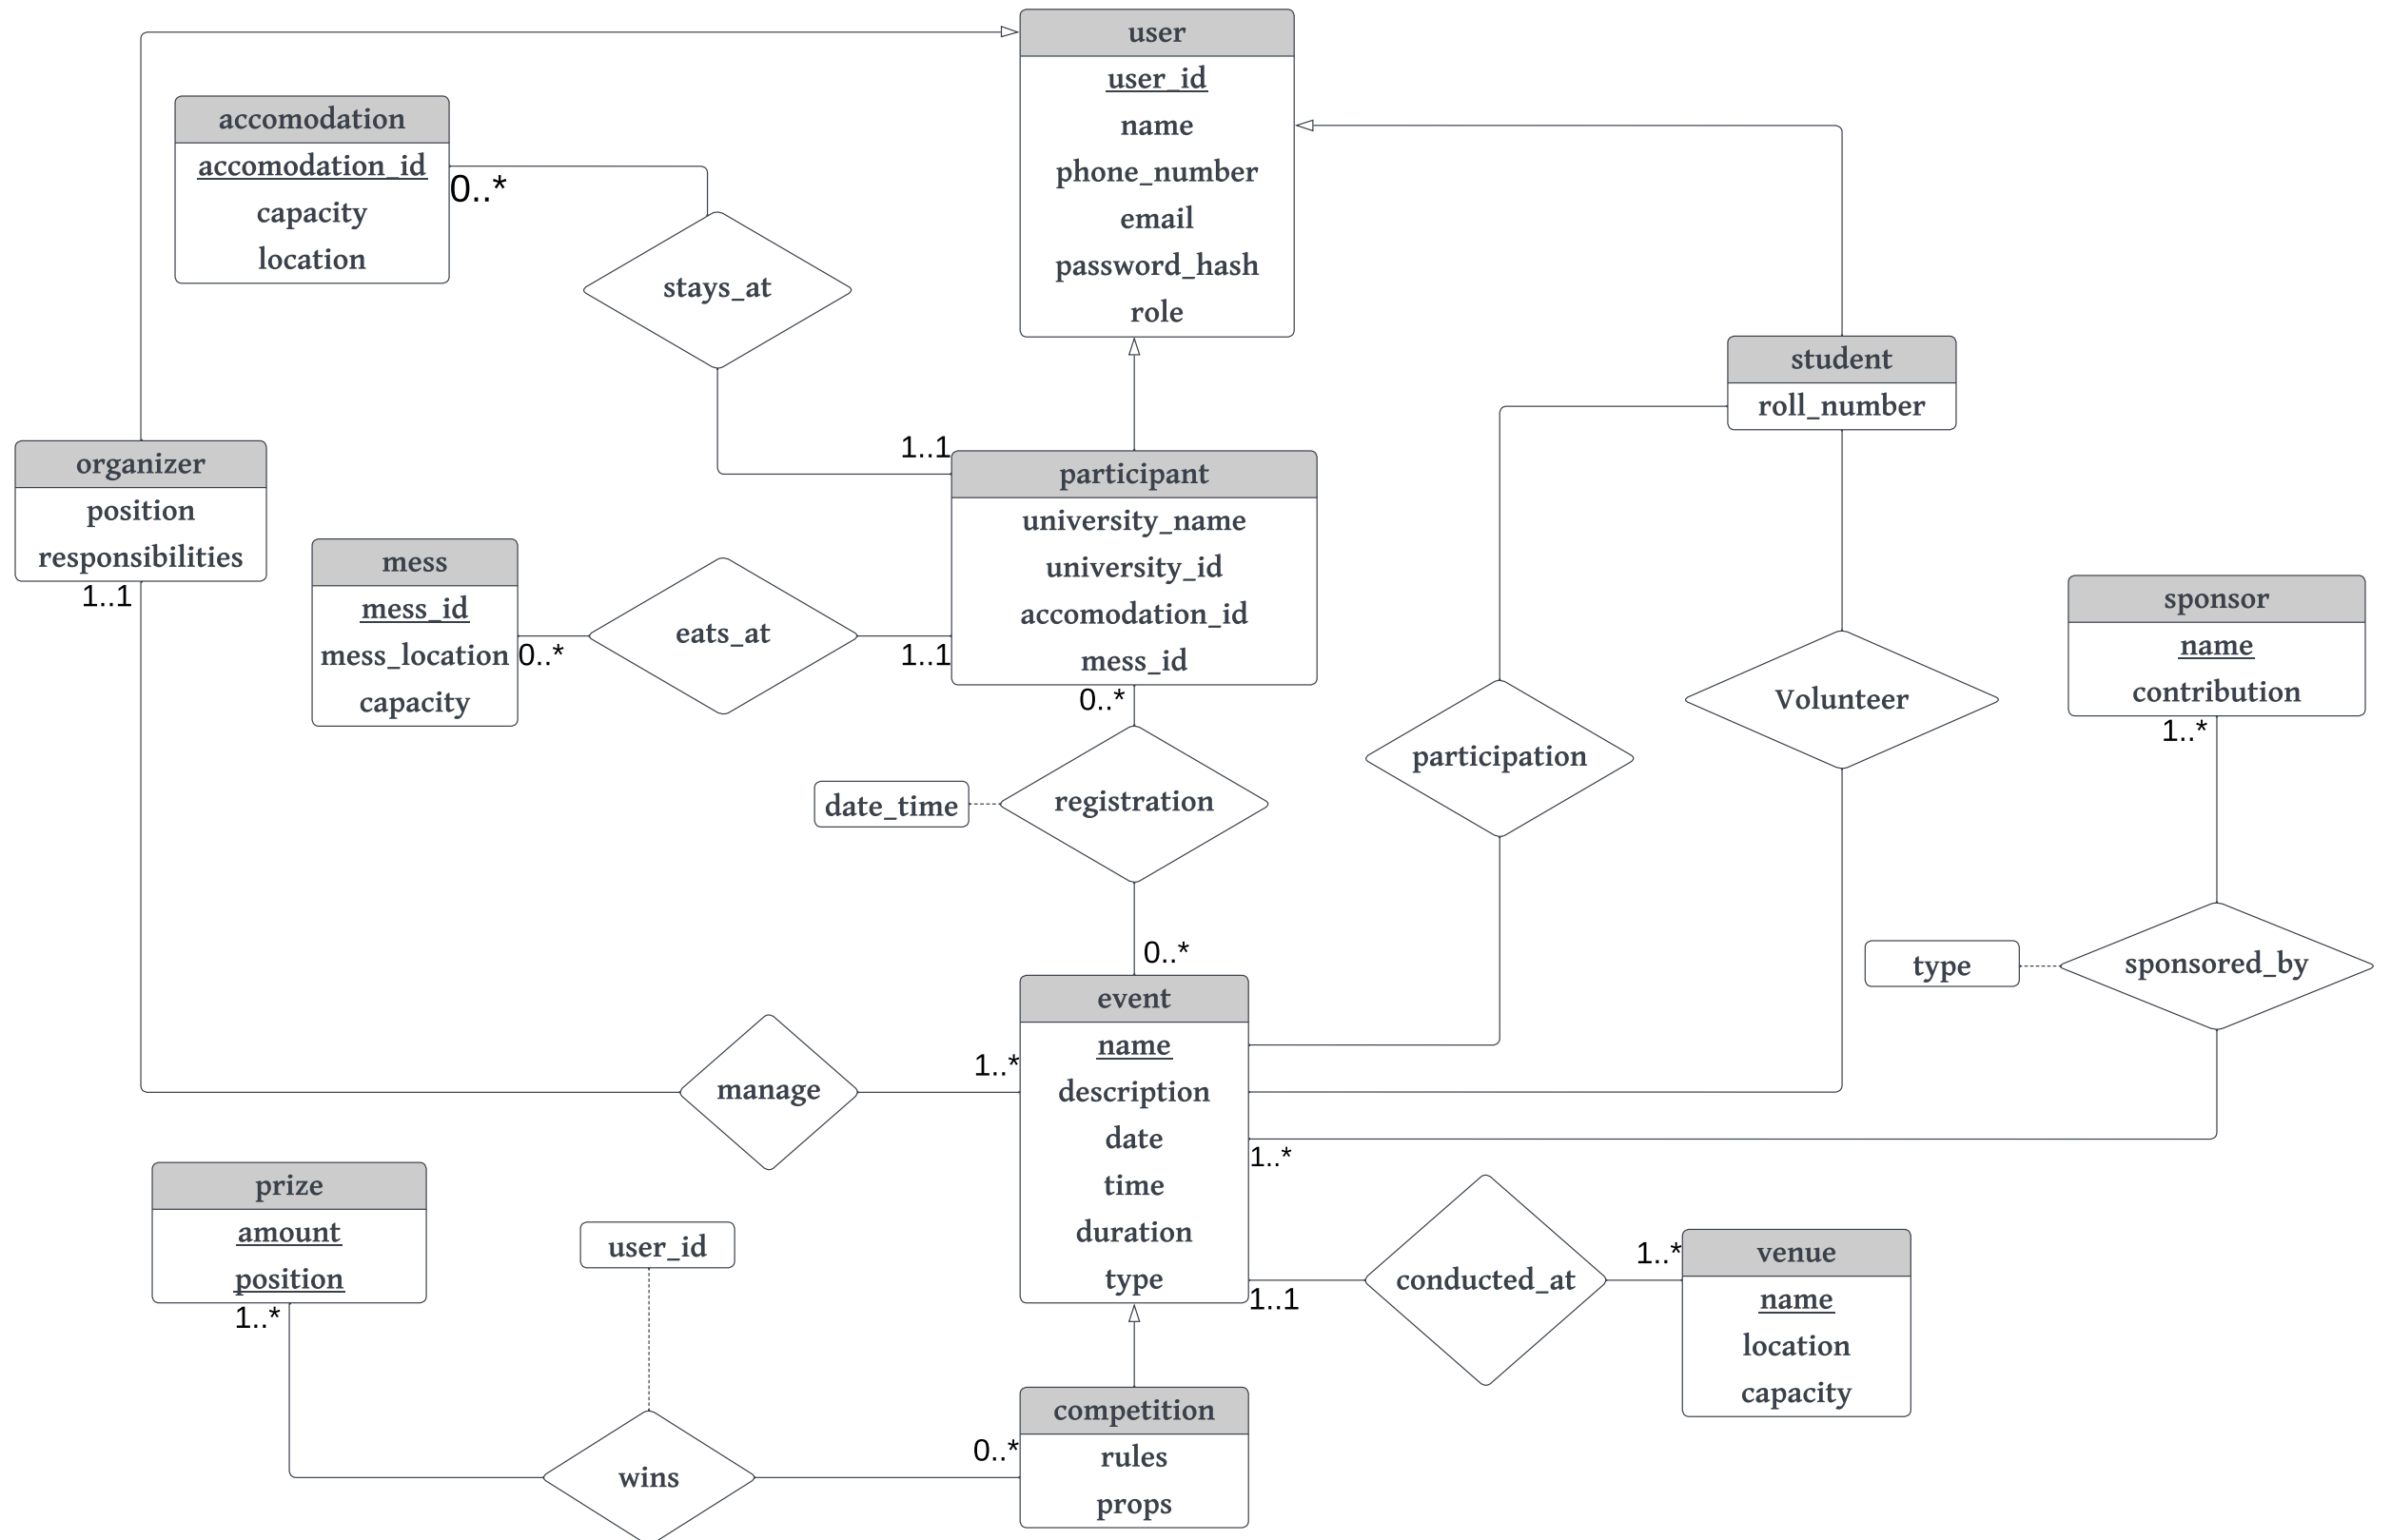 user
user_id
name
phone_number
email
password_hash
role
accomodation
accomodation_id
capacity
location
0..*
stays_at
student
roll_number
organizer
position
responsibilities
1..1
1..1
participant
university_name
university_id
accomodation_id
mess_id
mess
mess_id
mess_location
capacity
0..*
eats_at
1..1
0..*
sponsor
name
contribution
1..*
participation
Volunteer
date_time
registration
0..*
type
sponsored_by
event
name
description
date
time
duration
type
manage
1..*
1..*
prize
amount
position
1..*
user_id
1..1
conducted_at
1..*
venue
name
location
capacity
competition
rules
props
wins
0..*